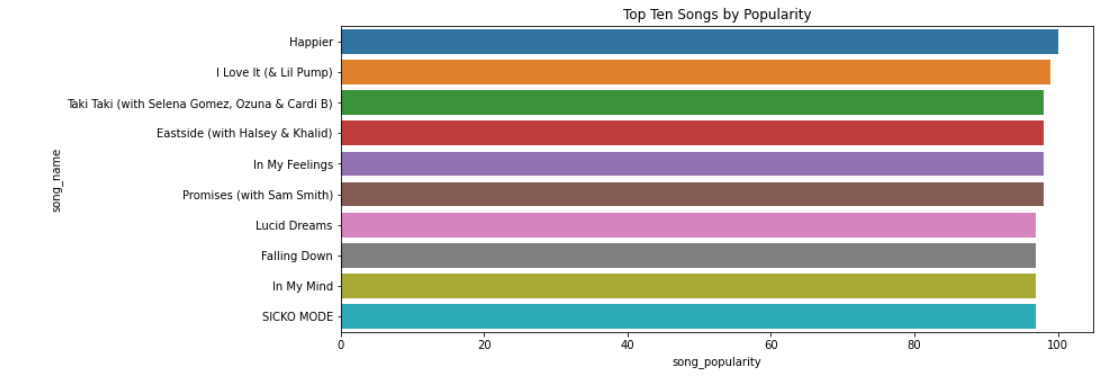 Top Ten Songs by Popularity
Happier
I Love It (& Lil Pump)
Taki Taki (with Selena Gomez, Ozuna & Cardi B)
Eastside (with Halsey & Khalid)
In My Feelings
Promises (with Sam Smith)
Lucid Dreams
Falling Down
In My Mind
SICKO MODE
song_name
0 20 40 60 80 100
song_popularity